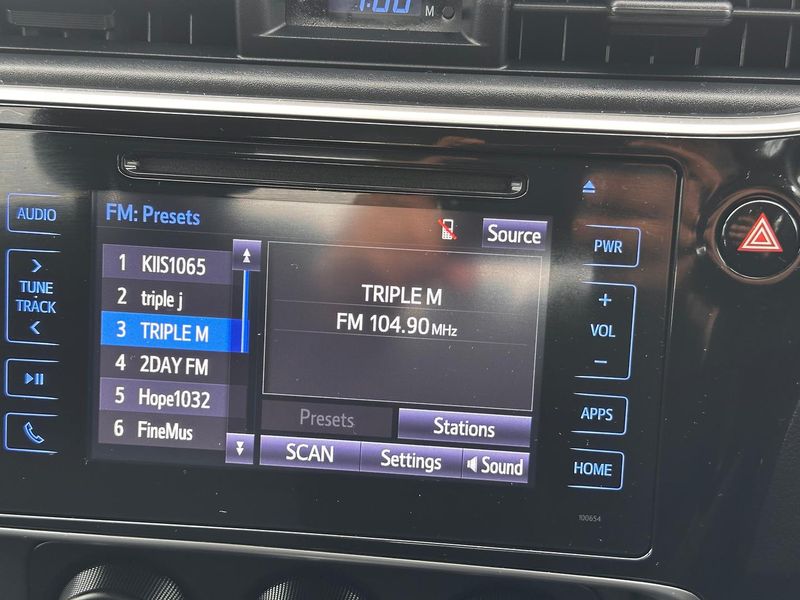 M
AUDIO
FM: Presets
Source
PWR
1 KIIS1065
2 triple j
3 TRIPLE M
4 2DAY FM
5 Hope1032
6 FineMus
TRIPLE M
FM 104.90 MHz
TUNE
TRACK
+
VOL
−
Presets
Stations
SCAN
Settings
Sound
APPS
HOME
100654